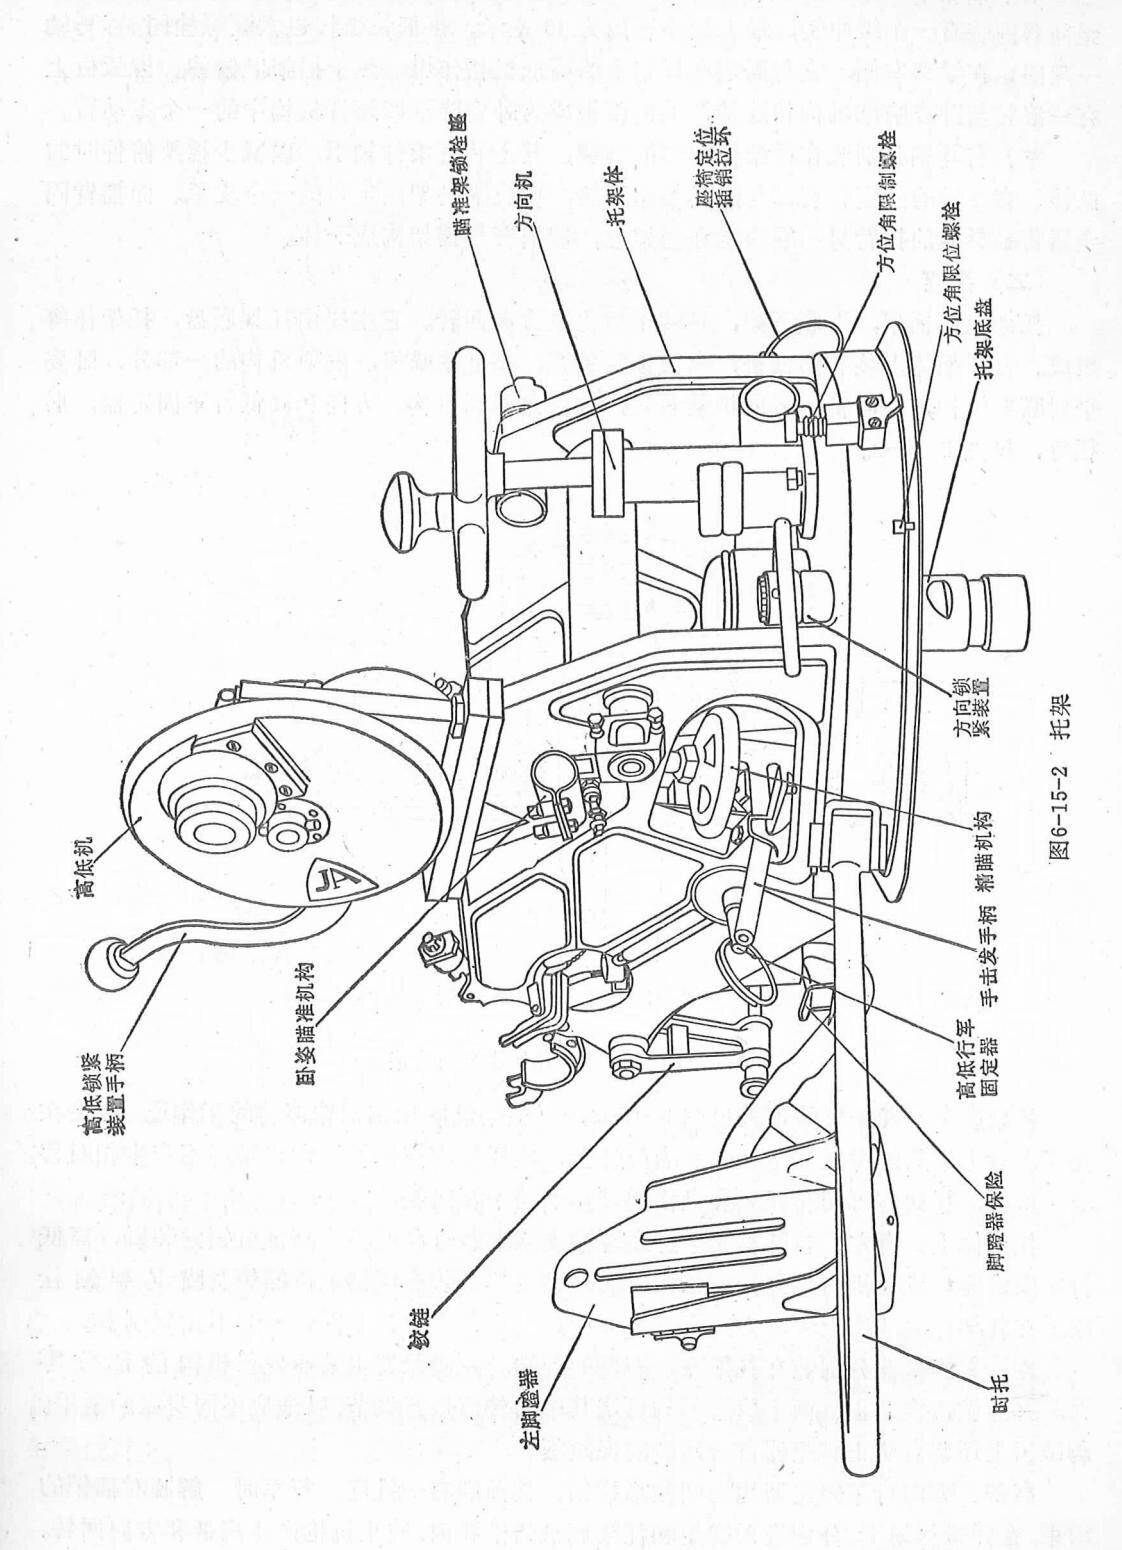 高低锁紧
装置手柄
高低机
JA
卧姿瞄准机构
铰链
瞄准架锁栓座
左脚蹬器
方向机
托架体
座椅定位
插销拉环
方位角限制螺栓
方位角限位螺栓
托架底盘
肘托
脚蹬器保险
高低行军
固定器
手击发手柄
精瞄机构
方向锁
紧装置
图6-15-2 托架